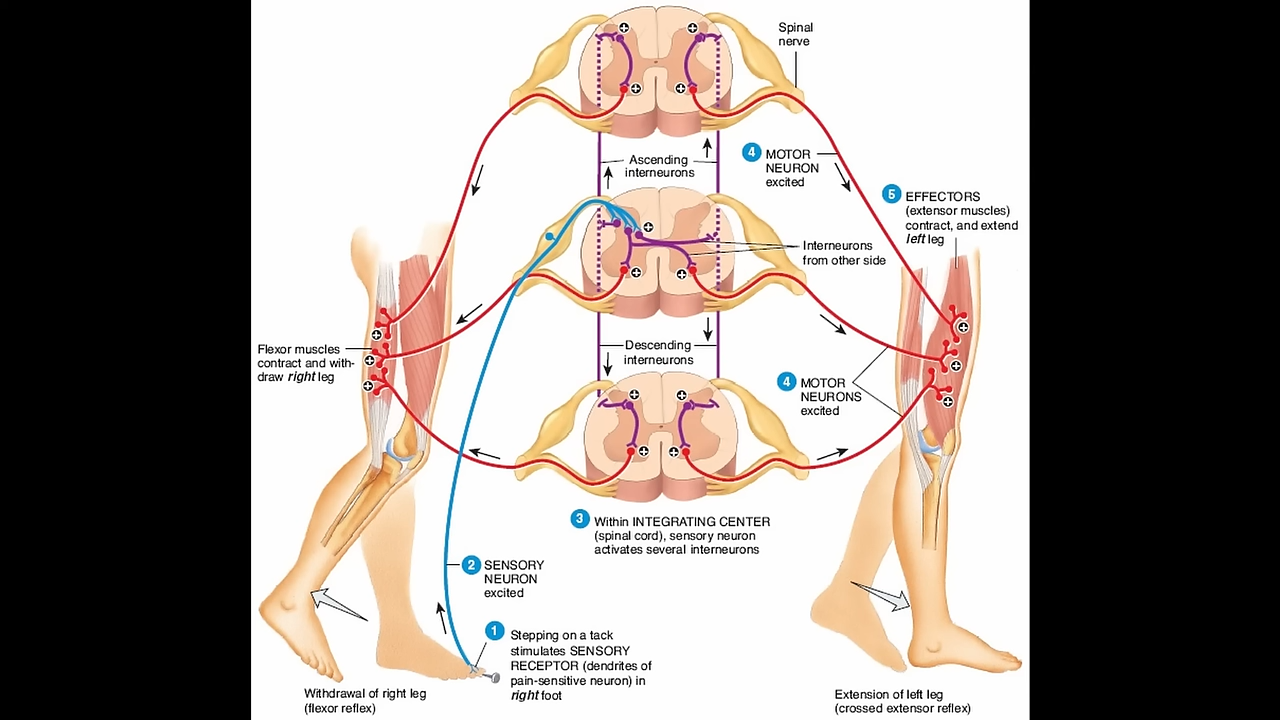 Spinal
nerve
4 MOTOR
NEURON
excited
Ascending
interneurons
5 EFFECTORS
(extensor muscles)
contract, and extend
left leg
Interneurons
from other side
Flexor muscles
contract and with-
draw right leg
Descending
interneurons
4 MOTOR
NEURONS
excited
3 Within INTEGRATING CENTER
(spinal cord), sensory neuron
activates several interneurons
2 SENSORY
NEURON
excited
1 Stepping on a tack
stimulates SENSORY
RECEPTOR (dendrites of
pain-sensitive neuron) in
right foot
Withdrawal of right leg
(flexor reflex)
Extension of left leg
(crossed extensor reflex)